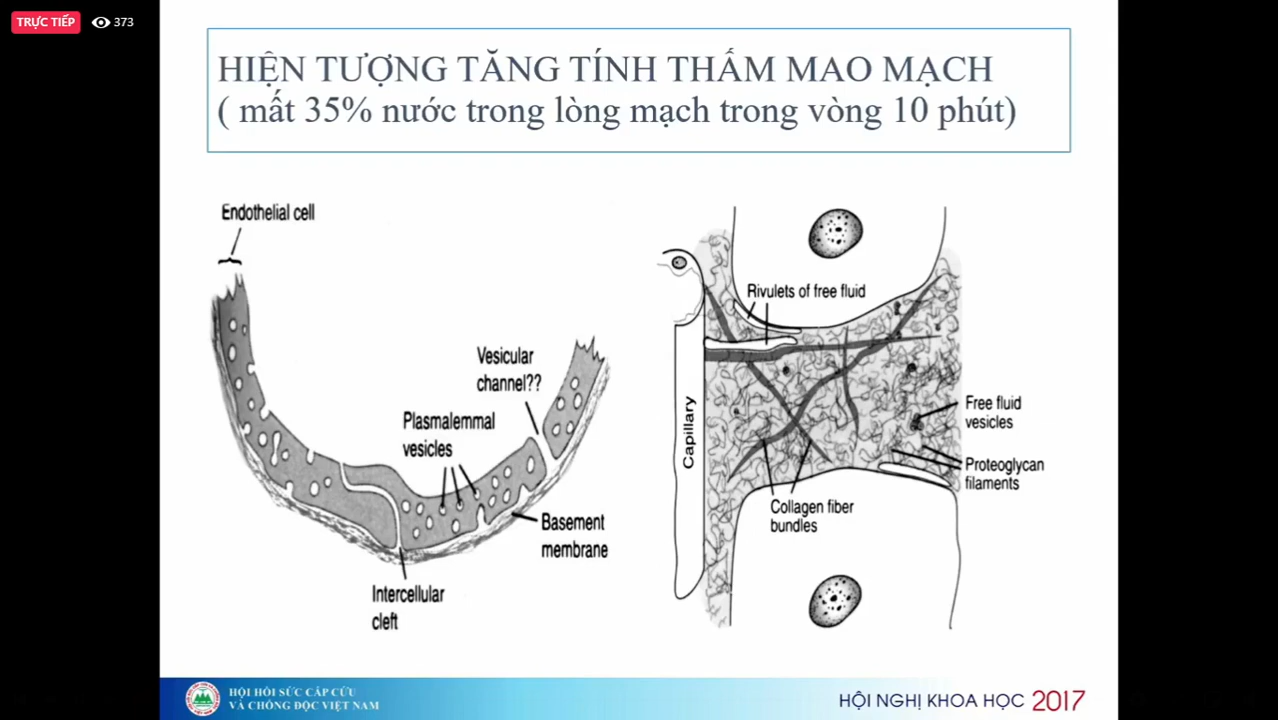 TRỰC TIẾP
373
HIỆN TƯỢNG TĂNG TÍNH THẤM MAO MẠCH
( mất 35% nước trong lòng mạch trong vòng 10 phút)
Endothelial cell
Vesicular
channel??
Plasmalemmal
vesicles
Basement
membrane
Intercellular
cleft
Rivulets of free fluid
Capillary
Free fluid
vesicles
Proteoglycan
filaments
Collagen fiber
bundles
HỘI HỒI SỨC CẤP CỨU
VÀ CHỐNG ĐỘC VIỆT NAM
HỘI NGHỊ KHOA HỌC 2017